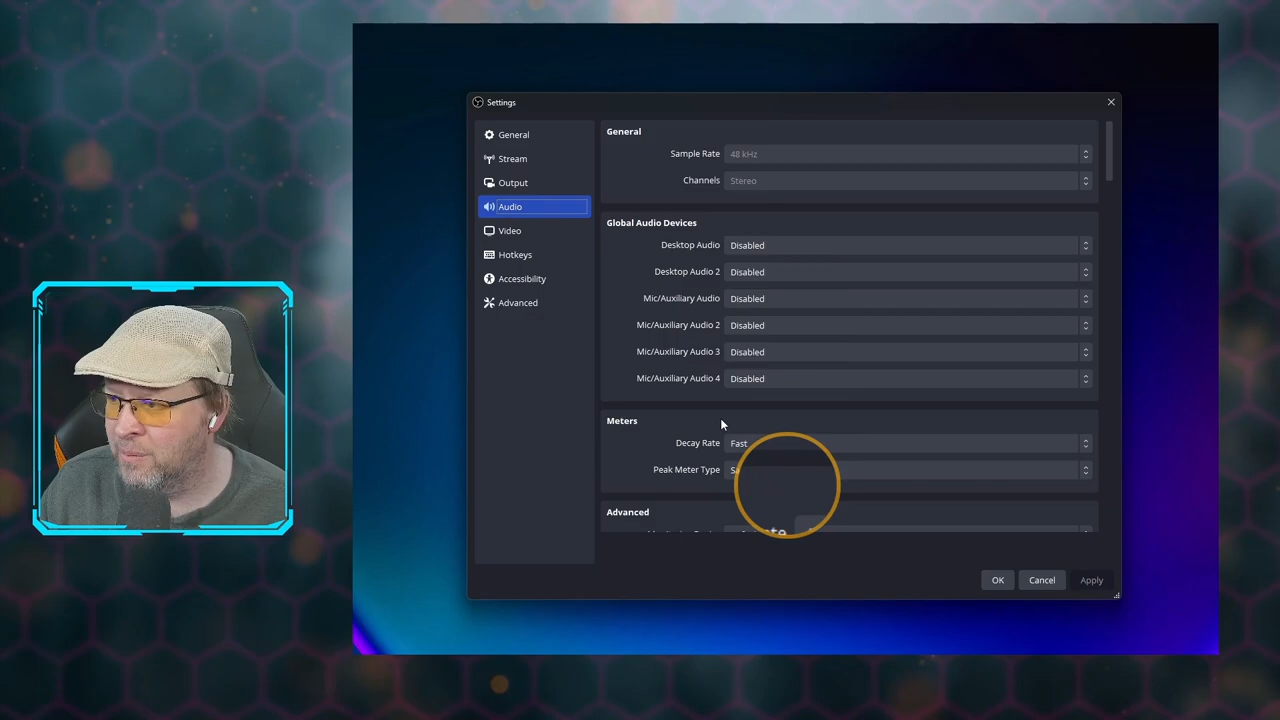 Settings
General
Stream
Output
Audio
Video
Hotkeys
Accessibility
Advanced
General
Sample Rate 48 kHz
Channels Stereo
Global Audio Devices
Desktop Audio Disabled
Desktop Audio 2 Disabled
Mic/Auxiliary Audio Disabled
Mic/Auxiliary Audio 2 Disabled
Mic/Auxiliary Audio 3 Disabled
Mic/Auxiliary Audio 4 Disabled
Meters
Decay Rate Fast
Peak Meter Type
Advanced
OK Cancel Apply